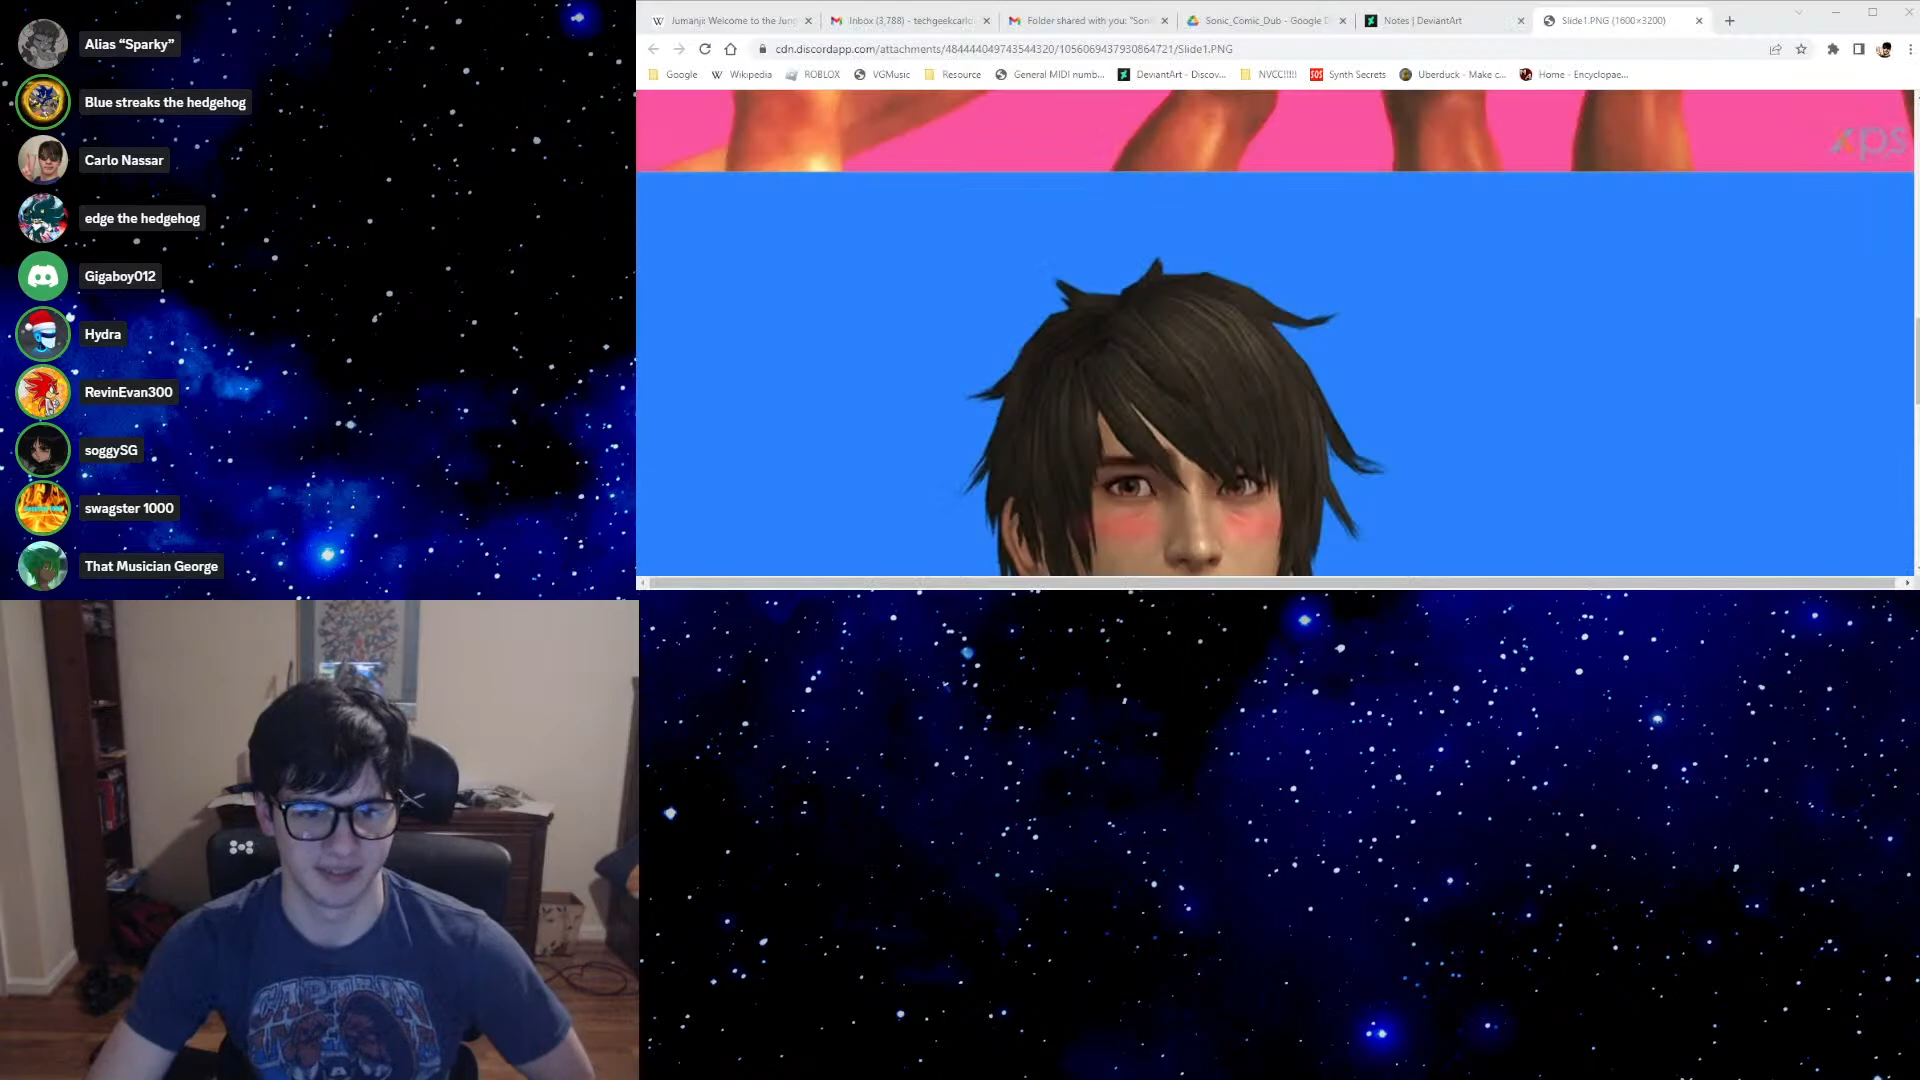 Alias “Sparky”
Blue streaks the hedgehog
Carlo Nassar
edge the hedgehog
Gigaboy012
Hydra
RevinEvan300
soggySG
swagster 1000
That Musician George
Jumanji: Welcome to the Jung
Inbox (3,788) - techgeekcarlo
Folder shared with you: "Soni
Sonic_Comic_Dub - Google D
Notes | DeviantArt
Slide1.PNG (1600×3200)
cdn.discordapp.com/attachments/484444049743544320/1056069437930864721/Slide1.PNG
Google
Wikipedia
ROBLOX
VGMusic
Resource
General MIDI numb...
DeviantArt - Discov...
NVCC!!!!!
SOS Synth Secrets
Uberduck - Make c...
Home - Encyclopae...
xps
CAPTAIN